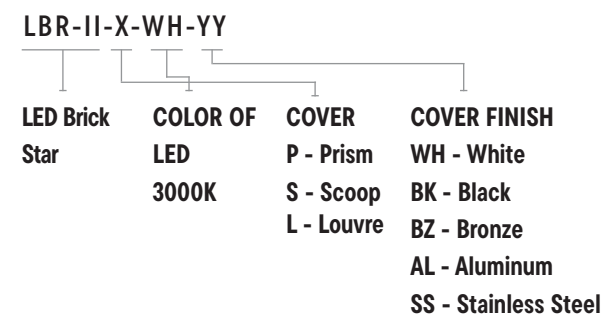 LBR-II-X-WH-YY
LED Brick
Star
COLOR OF
LED
3000K
COVER
P - Prism
S - Scoop
L - Louvre
COVER FINISH
WH - White
BK - Black
BZ - Bronze
AL - Aluminum
SS - Stainless Steel